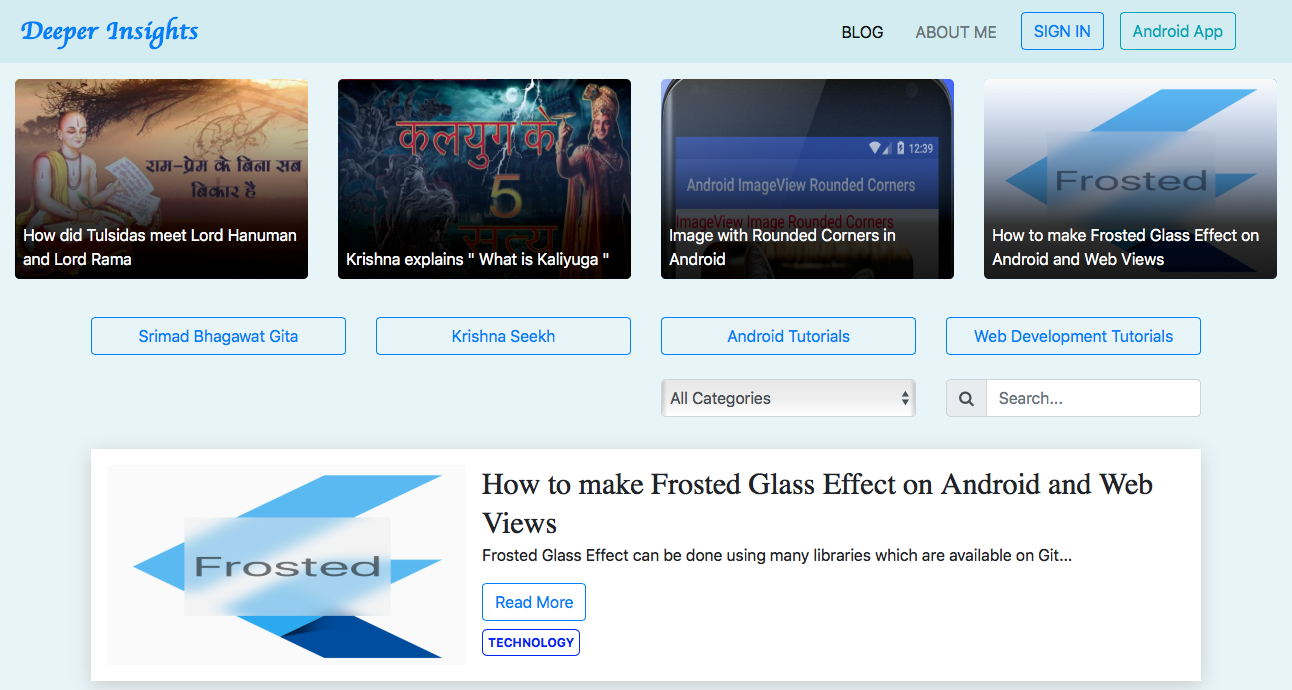 Deeper Insights
BLOG
ABOUT ME
SIGN IN
Android App
राम-प्रेम के बिना सब
बिकार है
How did Tulsidas meet Lord Hanuman
and Lord Rama
कलयुग के
5
सत्य
Krishna explains " What is Kaliyuga "
12:39
Android ImageView Rounded Corners
ImageView Image Rounded Corners
Image with Rounded Corners in
Android
Frosted
How to make Frosted Glass Effect on
Android and Web Views
Srimad Bhagawat Gita
Krishna Seekh
Android Tutorials
Web Development Tutorials
All Categories
Search...
Frosted
How to make Frosted Glass Effect on Android and Web
Views
Frosted Glass Effect can be done using many libraries which are available on Git...
Read More
TECHNOLOGY